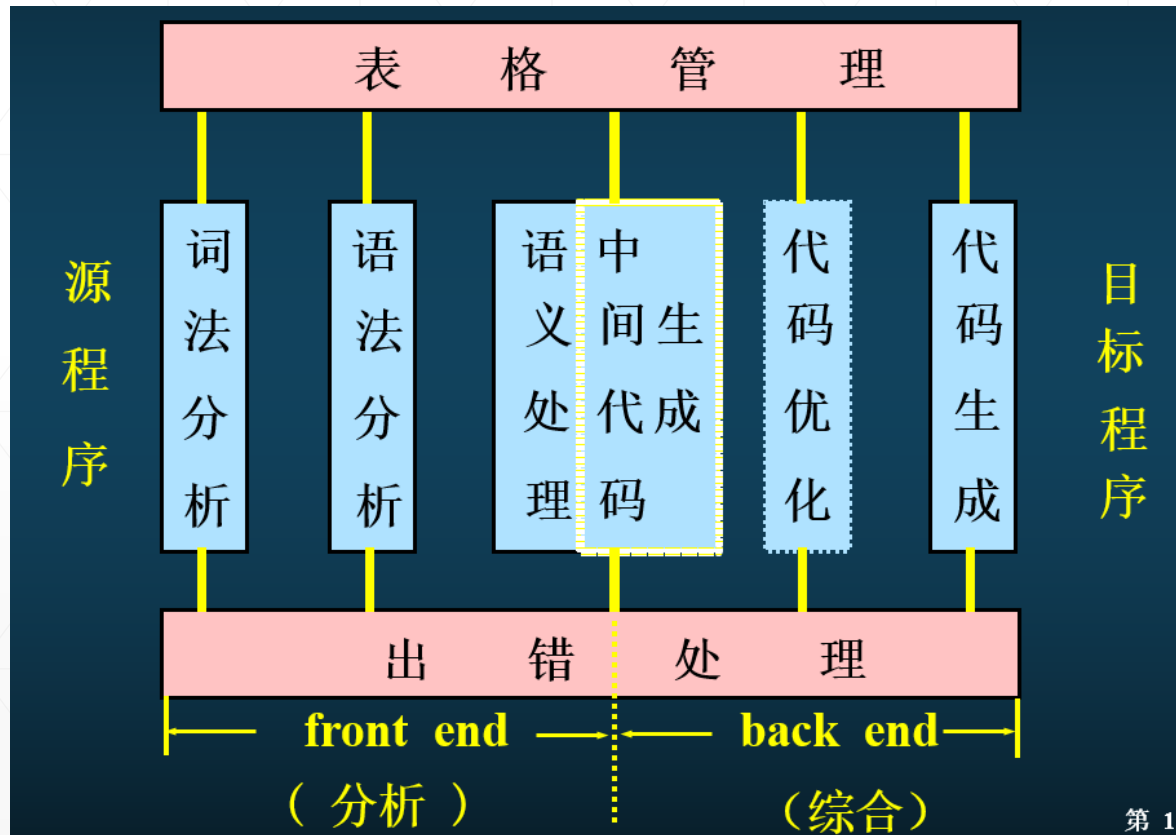 表 格 管 理
源程序
词法分析
语法分析
语义处理
中间代码
生成
代码优化
代码生成
目标程序
出 错 处 理
front end
back end
( 分析 )
（综合）
第 1